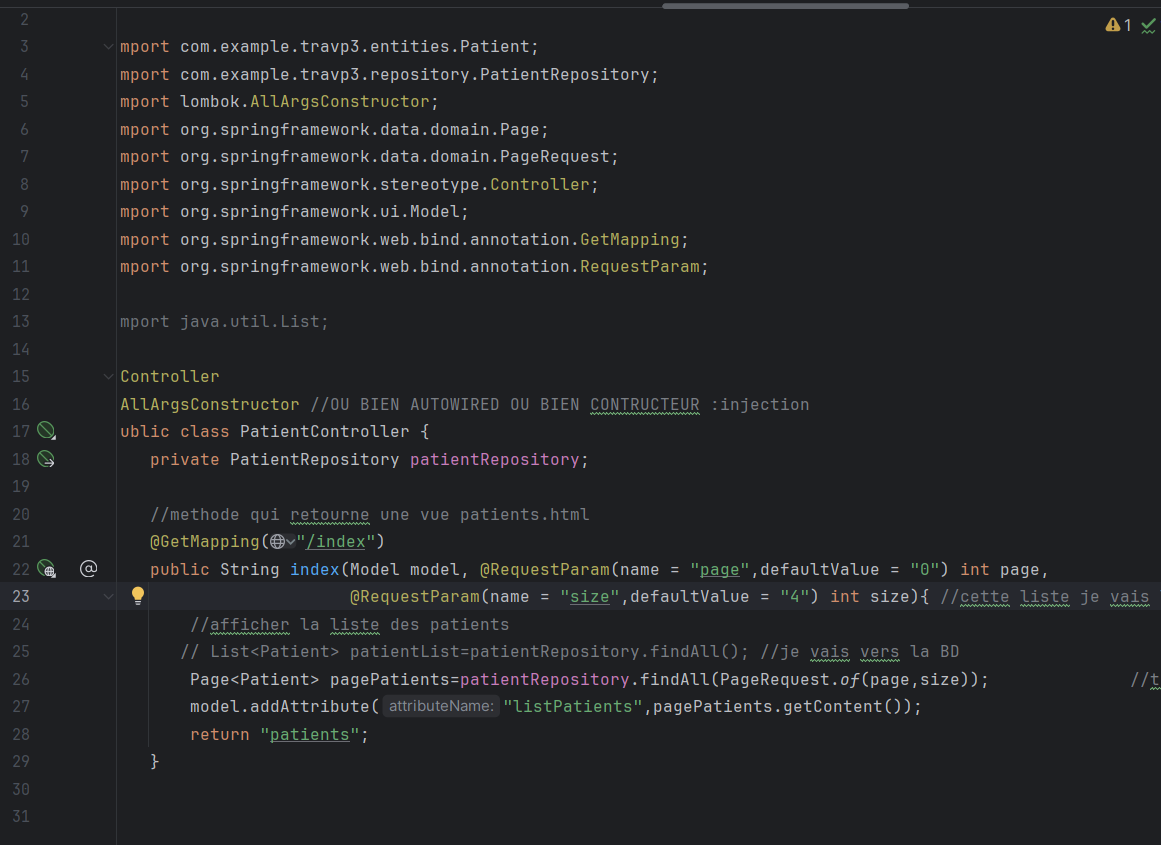 2
3 mport com.example.travp3.entities.Patient;
4 mport com.example.travp3.repository.PatientRepository;
5 mport lombok.AllArgsConstructor;
6 mport org.springframework.data.domain.Page;
7 mport org.springframework.data.domain.PageRequest;
8 mport org.springframework.stereotype.Controller;
9 mport org.springframework.ui.Model;
10 mport org.springframework.web.bind.annotation.GetMapping;
11 mport org.springframework.web.bind.annotation.RequestParam;
12
13 mport java.util.List;
14
15 Controller
16 AllArgsConstructor //OU BIEN AUTOWIRED OU BIEN CONTRUCTEUR :injection
17 ublic class PatientController {
18 private PatientRepository patientRepository;
19
20 //methode qui retourne une vue patients.html
21 @GetMapping("/index")
22 @ public String index(Model model, @RequestParam(name = "page",defaultValue = "0") int page,
23 @RequestParam(name = "size",defaultValue = "4") int size){ //cette liste je vais
24 //afficher la liste des patients
25 // List<Patient> patientList=patientRepository.findAll(); //je vais vers la BD
26 Page<Patient> pagePatients=patientRepository.findAll(PageRequest.of(page,size)); //t
27 model.addAttribute( attributeName: "listPatients",pagePatients.getContent());
28 return "patients";
29 }
30
31
1